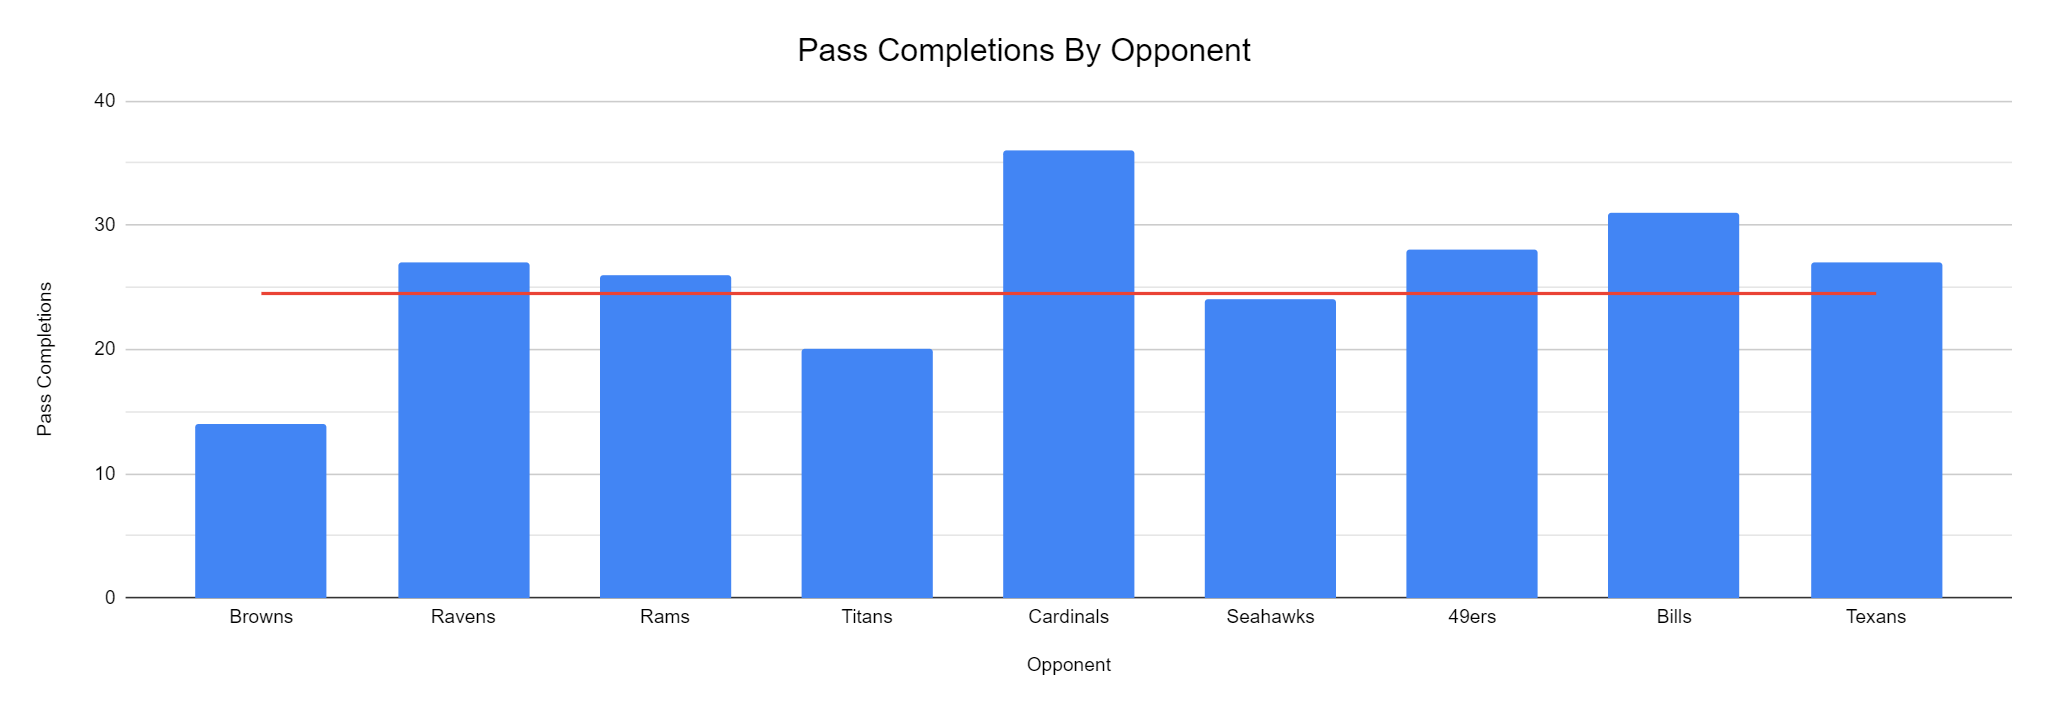 Pass Completions By Opponent
40
30
20
10
0
Pass Completions
Browns Ravens Rams Titans Cardinals Seahawks 49ers Bills Texans
Opponent